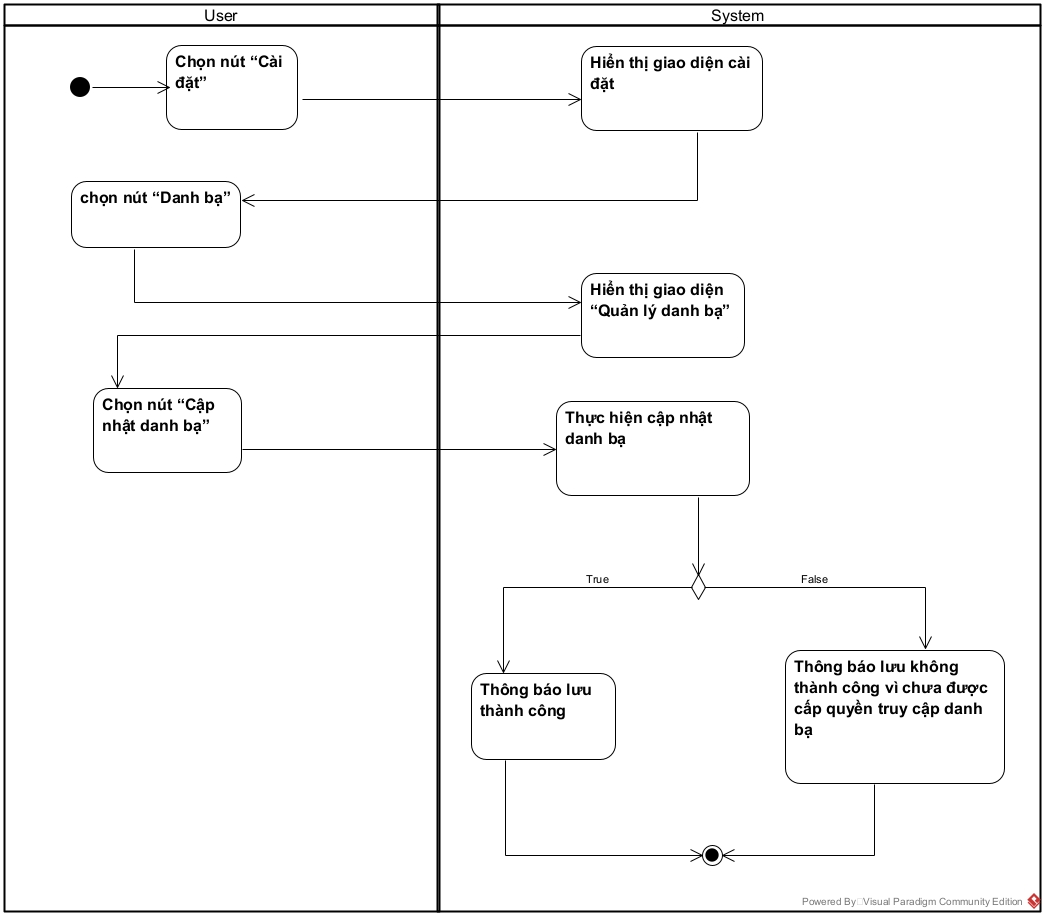 User
System
Chọn nút “Cài
đặt”
Hiển thị giao diện cài
đặt
chọn nút “Danh bạ”
Hiển thị giao diện
“Quản lý danh bạ”
Chọn nút “Cập
nhật danh bạ”
Thực hiện cập nhật
danh bạ
True
False
Thông báo lưu
thành công
Thông báo lưu không
thành công vì chưa được
cấp quyền truy cập danh
bạ
Powered By Visual Paradigm Community Edition